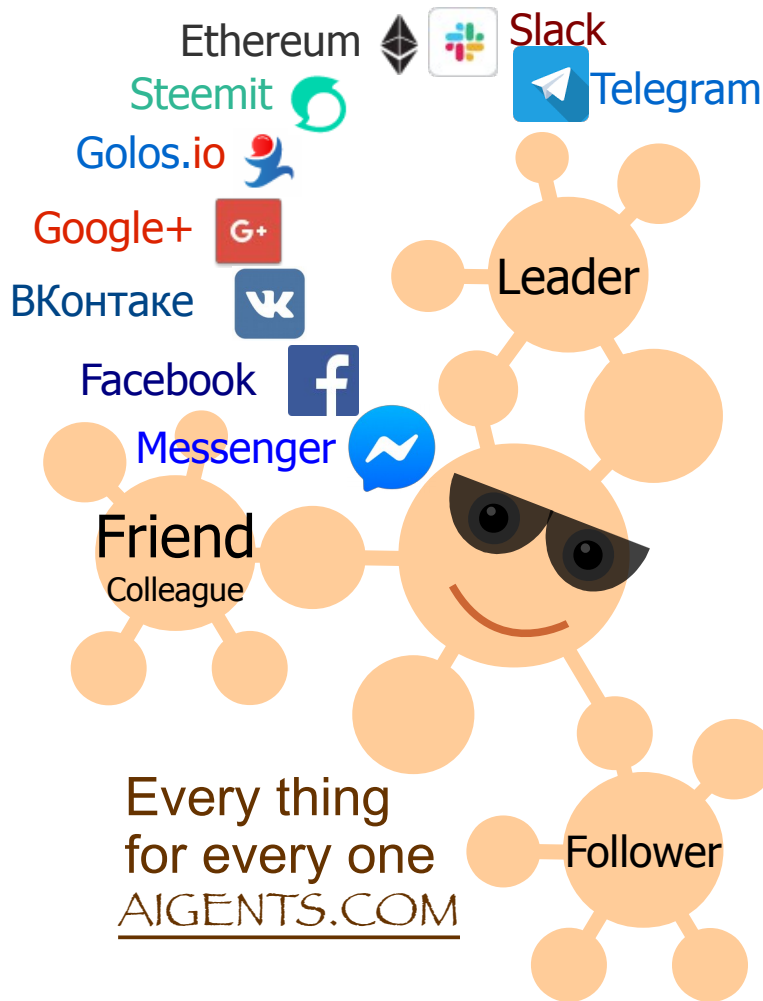 Ethereum
Slack
Steemit
Telegram
Golos.io
Google+
G+
ВКонтаке
Facebook
f
Messenger
Leader
Friend
Colleague
Every thing
for every one
AIGENTS.COM
Follower